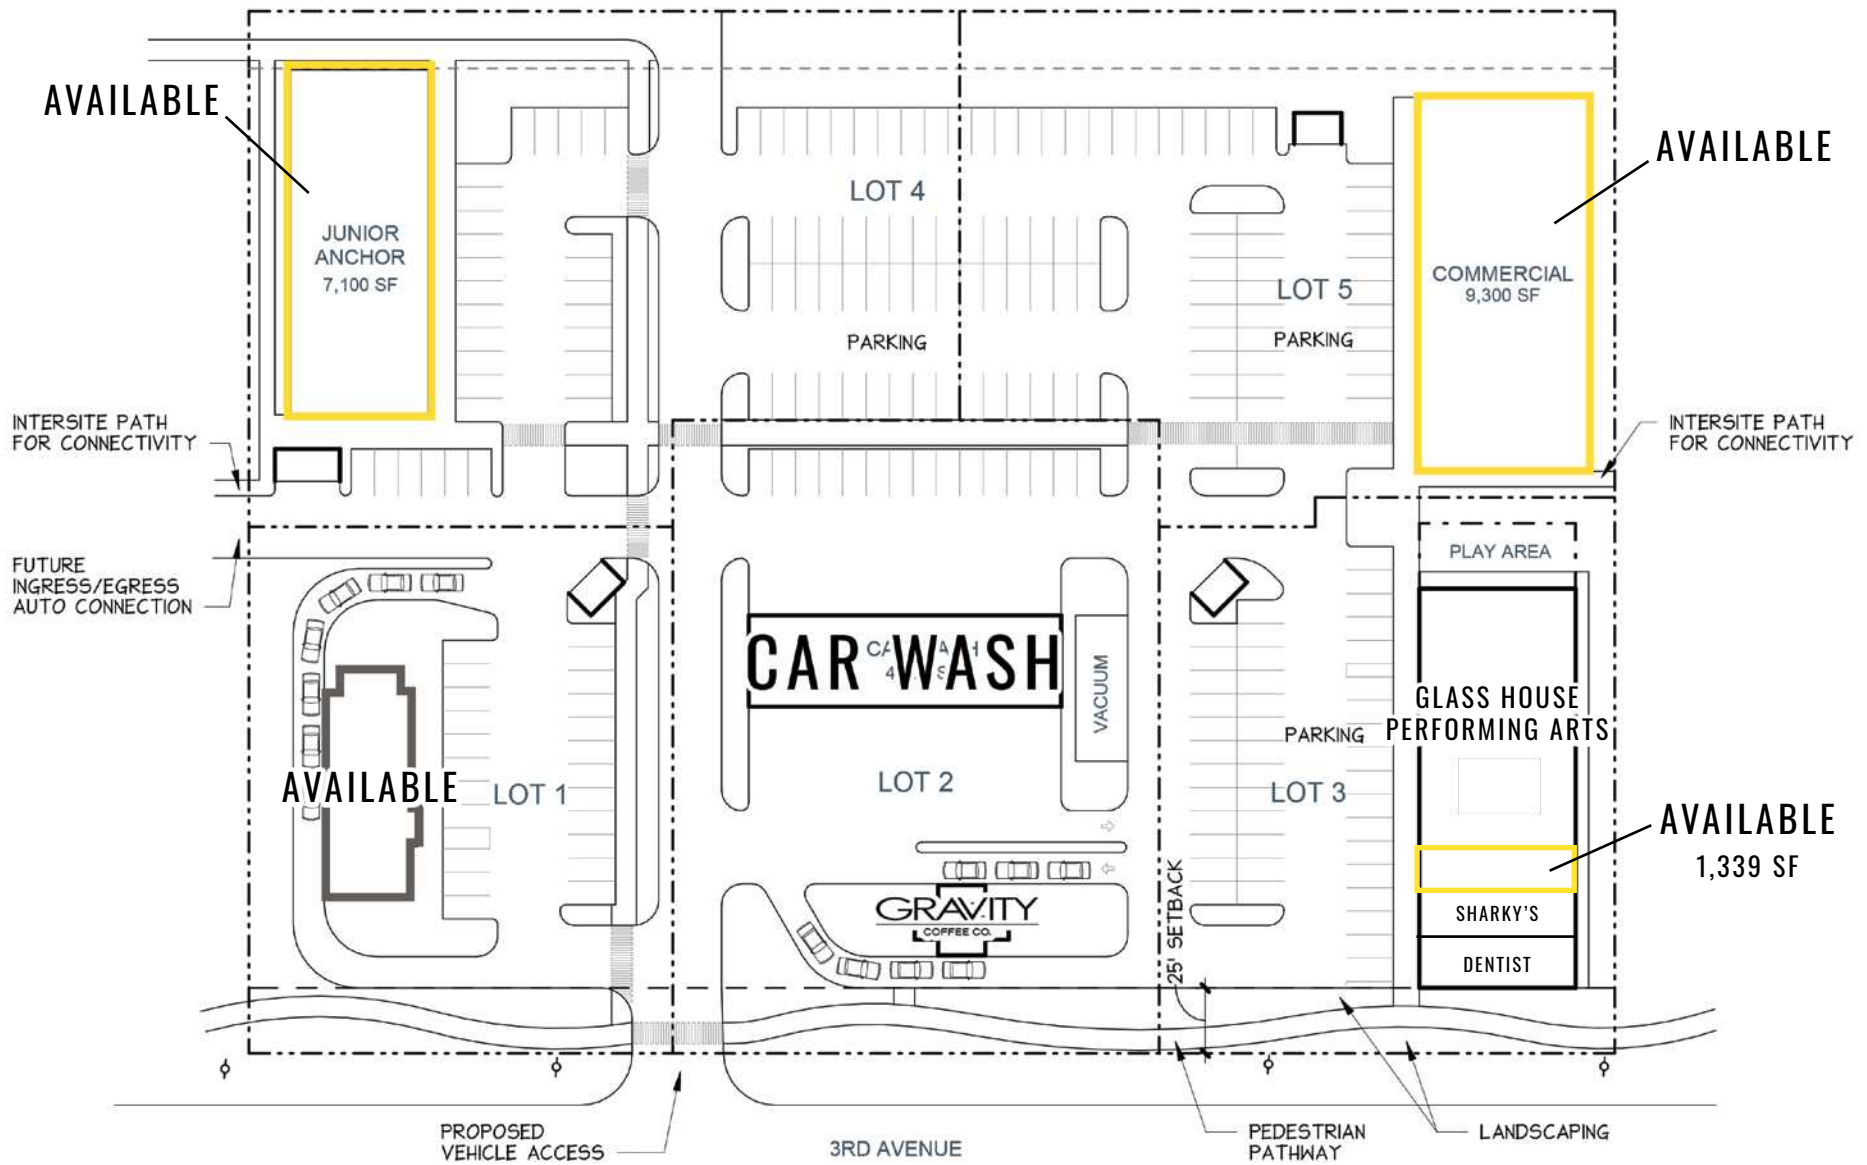 AVAILABLE
JUNIOR
ANCHOR
7,100 SF
LOT 4
PARKING
LOT 5
PARKING
COMMERCIAL
9,300 SF
AVAILABLE
INTERSITE PATH
FOR CONNECTIVITY
INTERSITE PATH
FOR CONNECTIVITY
FUTURE
INGRESS/EGRESS
AUTO CONNECTION
AVAILABLE
LOT 1
CAR WASH
VACUUM
LOT 2
GRAVITY
COFFEE CO.
25' SETBACK
PARKING
LOT 3
PLAY AREA
GLASS HOUSE
PERFORMING ARTS
AVAILABLE
1,339 SF
SHARKY'S
DENTIST
PROPOSED
VEHICLE ACCESS
3RD AVENUE
PEDESTRIAN
PATHWAY
LANDSCAPING